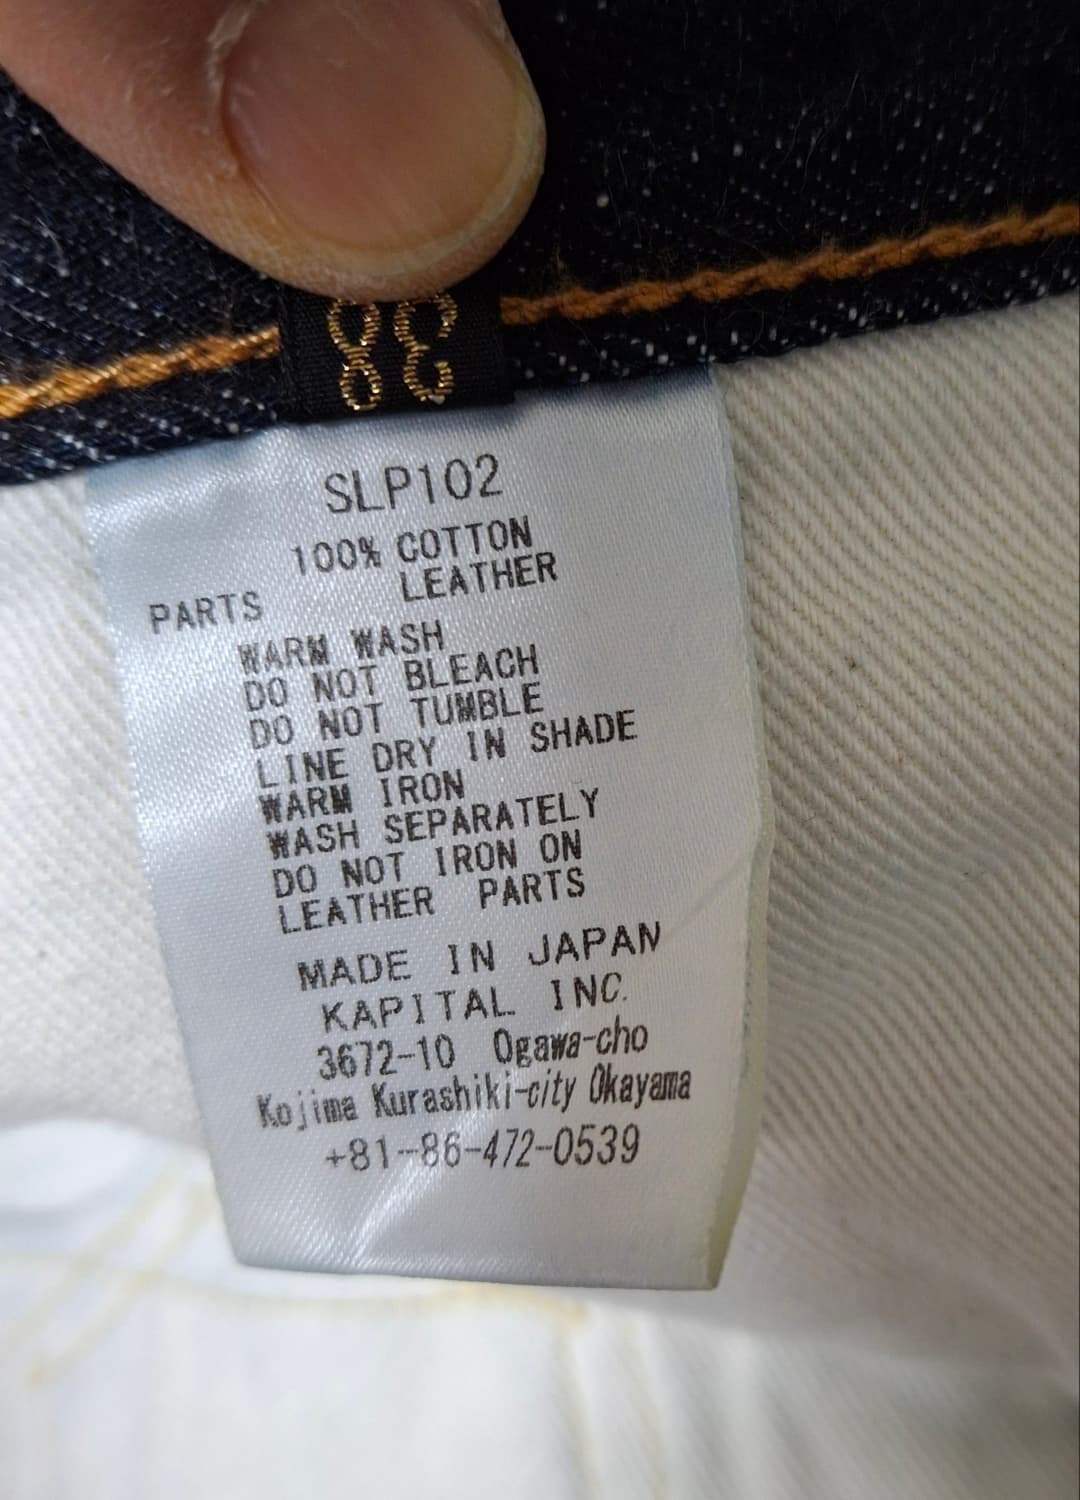 38
SLP102
100% COTTON
PARTS LEATHER
WARM WASH
DO NOT BLEACH
DO NOT TUMBLE
LINE DRY IN SHADE
WARM IRON
WASH SEPARATELY
DO NOT IRON ON
LEATHER PARTS
MADE IN JAPAN
KAPITAL INC.
3672-10 Ogawa-cho
Kojima Kurashiki-city Okayama
+81-86-472-0539